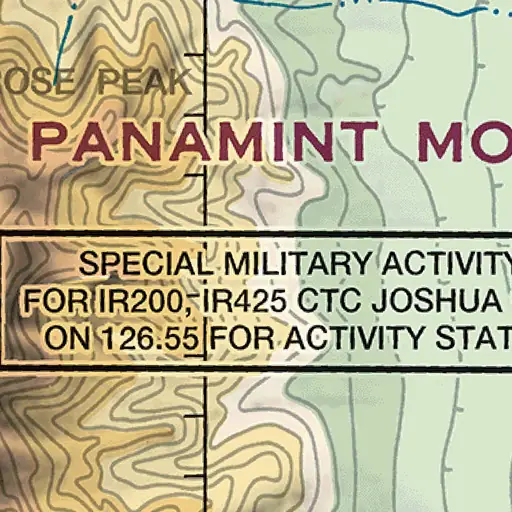 OSE PEAK
PANAMINT MO
SPECIAL MILITARY ACTIVITY
FOR IR200, IR425 CTC JOSHUA
ON 126.55 FOR ACTIVITY STAT